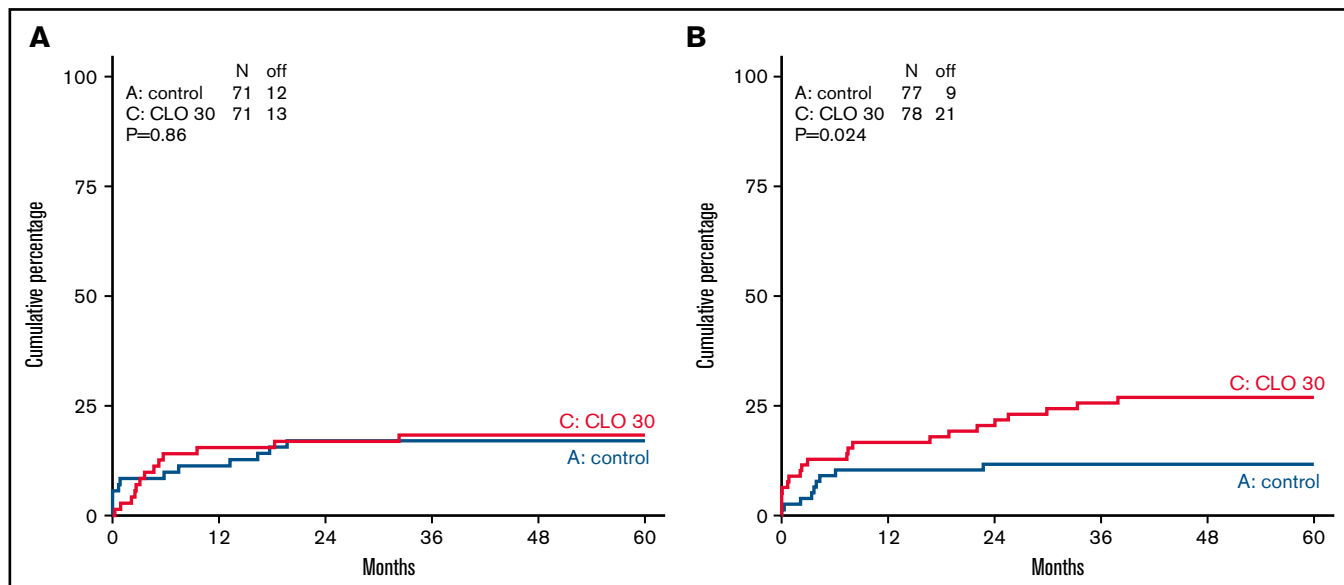 A
N off
A: control 71 12
C: CLO 30 71 13
P=0.86
100
75
50
25
0
Cumulative percentage
C: CLO 30
A: control
0 12 24 36 48 60
Months
B
N off
A: control 77 9
C: CLO 30 78 21
P=0.024
100
75
50
25
0
Cumulative percentage
C: CLO 30
A: control
0 12 24 36 48 60
Months